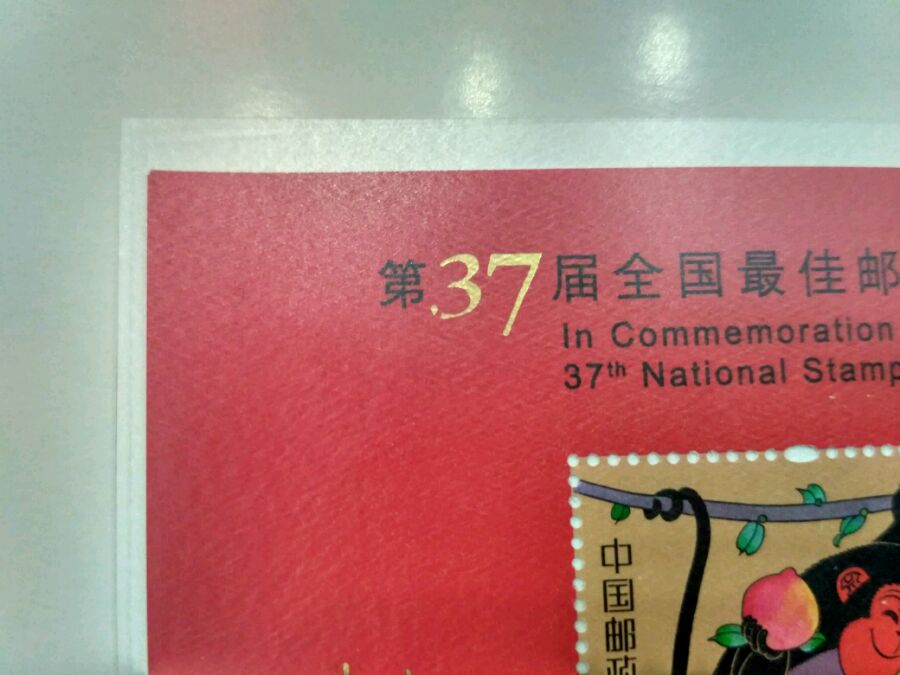 第37届全国最佳邮
In Commemoration
37th National Stamp
中国邮政